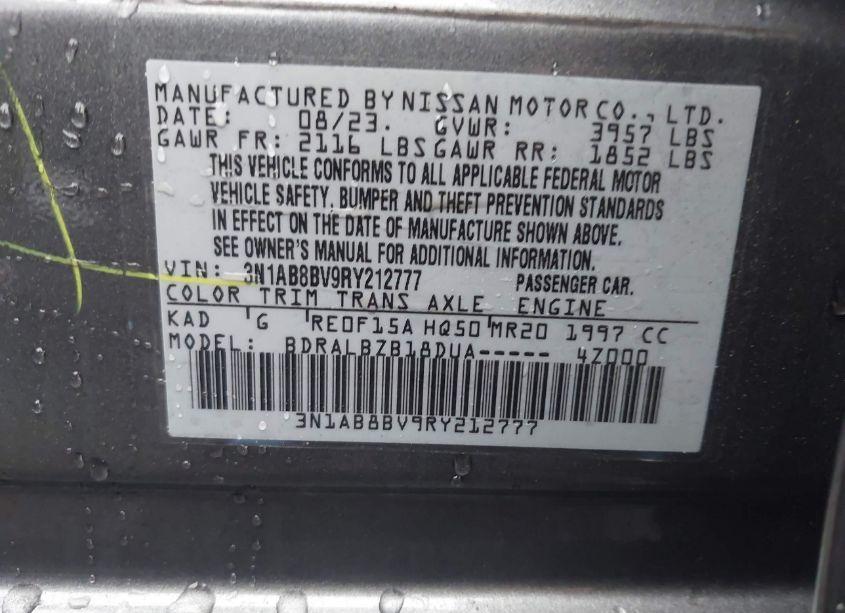 MANUFACTURED BY NISSAN MOTOR CO., LTD.
DATE: 08/23. GVWR: 3957 LBS
GAWR FR: 2116 LBS GAWR RR: 1852 LBS
THIS VEHICLE CONFORMS TO ALL APPLICABLE FEDERAL MOTOR
VEHICLE SAFETY, BUMPER AND THEFT PREVENTION STANDARDS
IN EFFECT ON THE DATE OF MANUFACTURE SHOWN ABOVE.
SEE OWNER'S MANUAL FOR ADDITIONAL INFORMATION.
VIN: 3N1AB8BV9RY212777 PASSENGER CAR.
COLOR TRIM TRANS AXLE ENGINE
KAD G RE0F15A HQ50 MR20 1997 CC
MODEL: BDRALBZB18DUA----- 4Z000
3N1AB8BV9RY212777